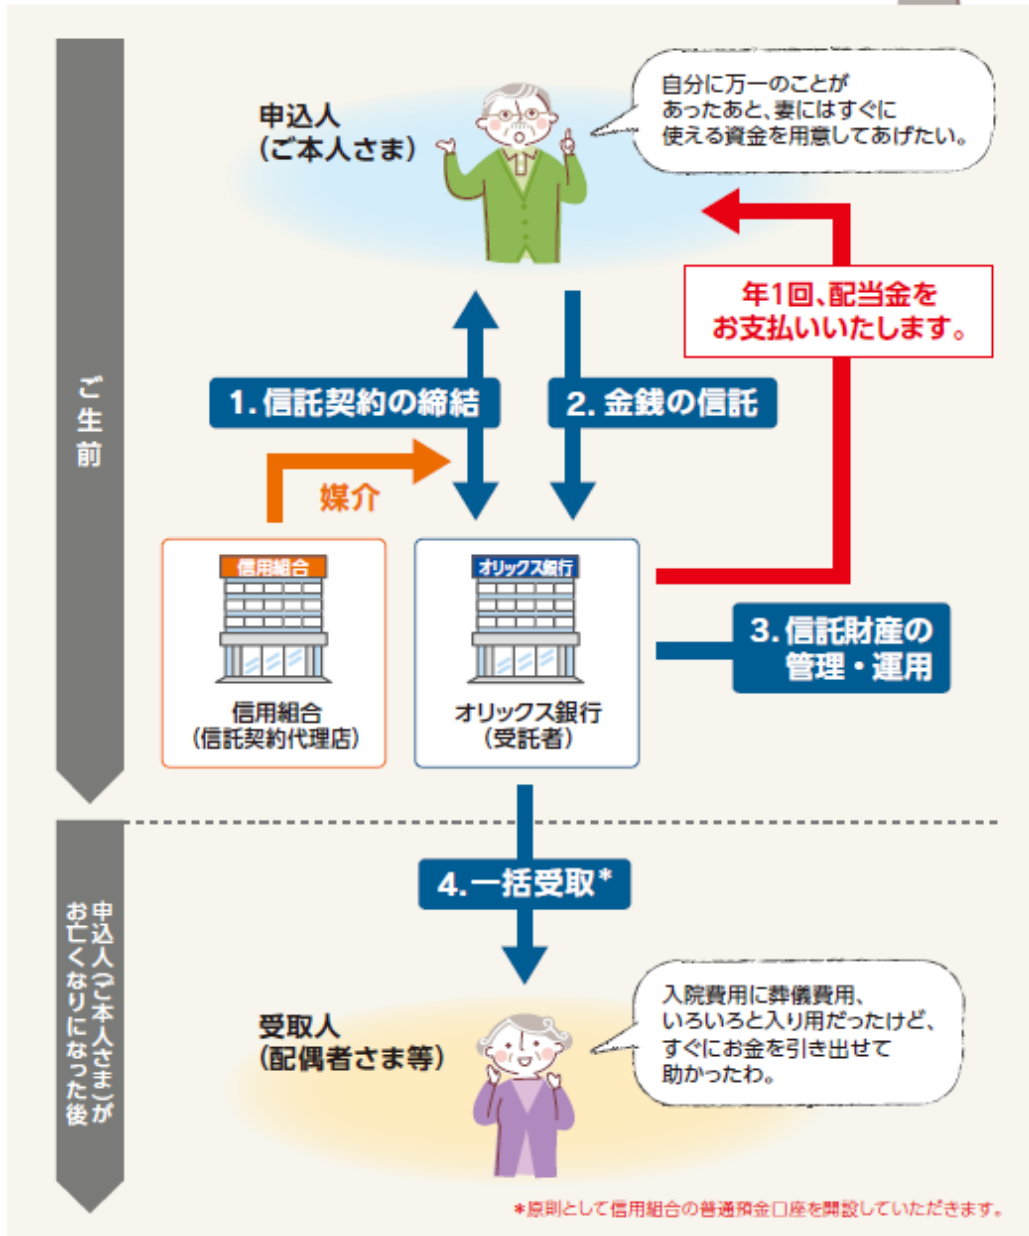 ご生前
申込人
(ご本人さま)
自分に万一のことが
あったあと、妻にはすぐに
使える資金を用意してあげたい。
年1回、配当金を
お支払いいたします。
1.信託契約の締結
2.金銭の信託
媒介
信用組合
オリックス銀行
信用組合
(信託契約代理店)
オリックス銀行
(受託者)
3.信託財産の
管理・運用
4.一括受取*
申込人(ご本人さま)が
お亡くなりになった後
受取人
(配偶者さま等)
入院費用に葬儀費用、
いろいろと入り用だったけど、
すぐにお金を引き出せて
助かったわ。
*原則として信用組合の普通預金口座を開設していただきます。